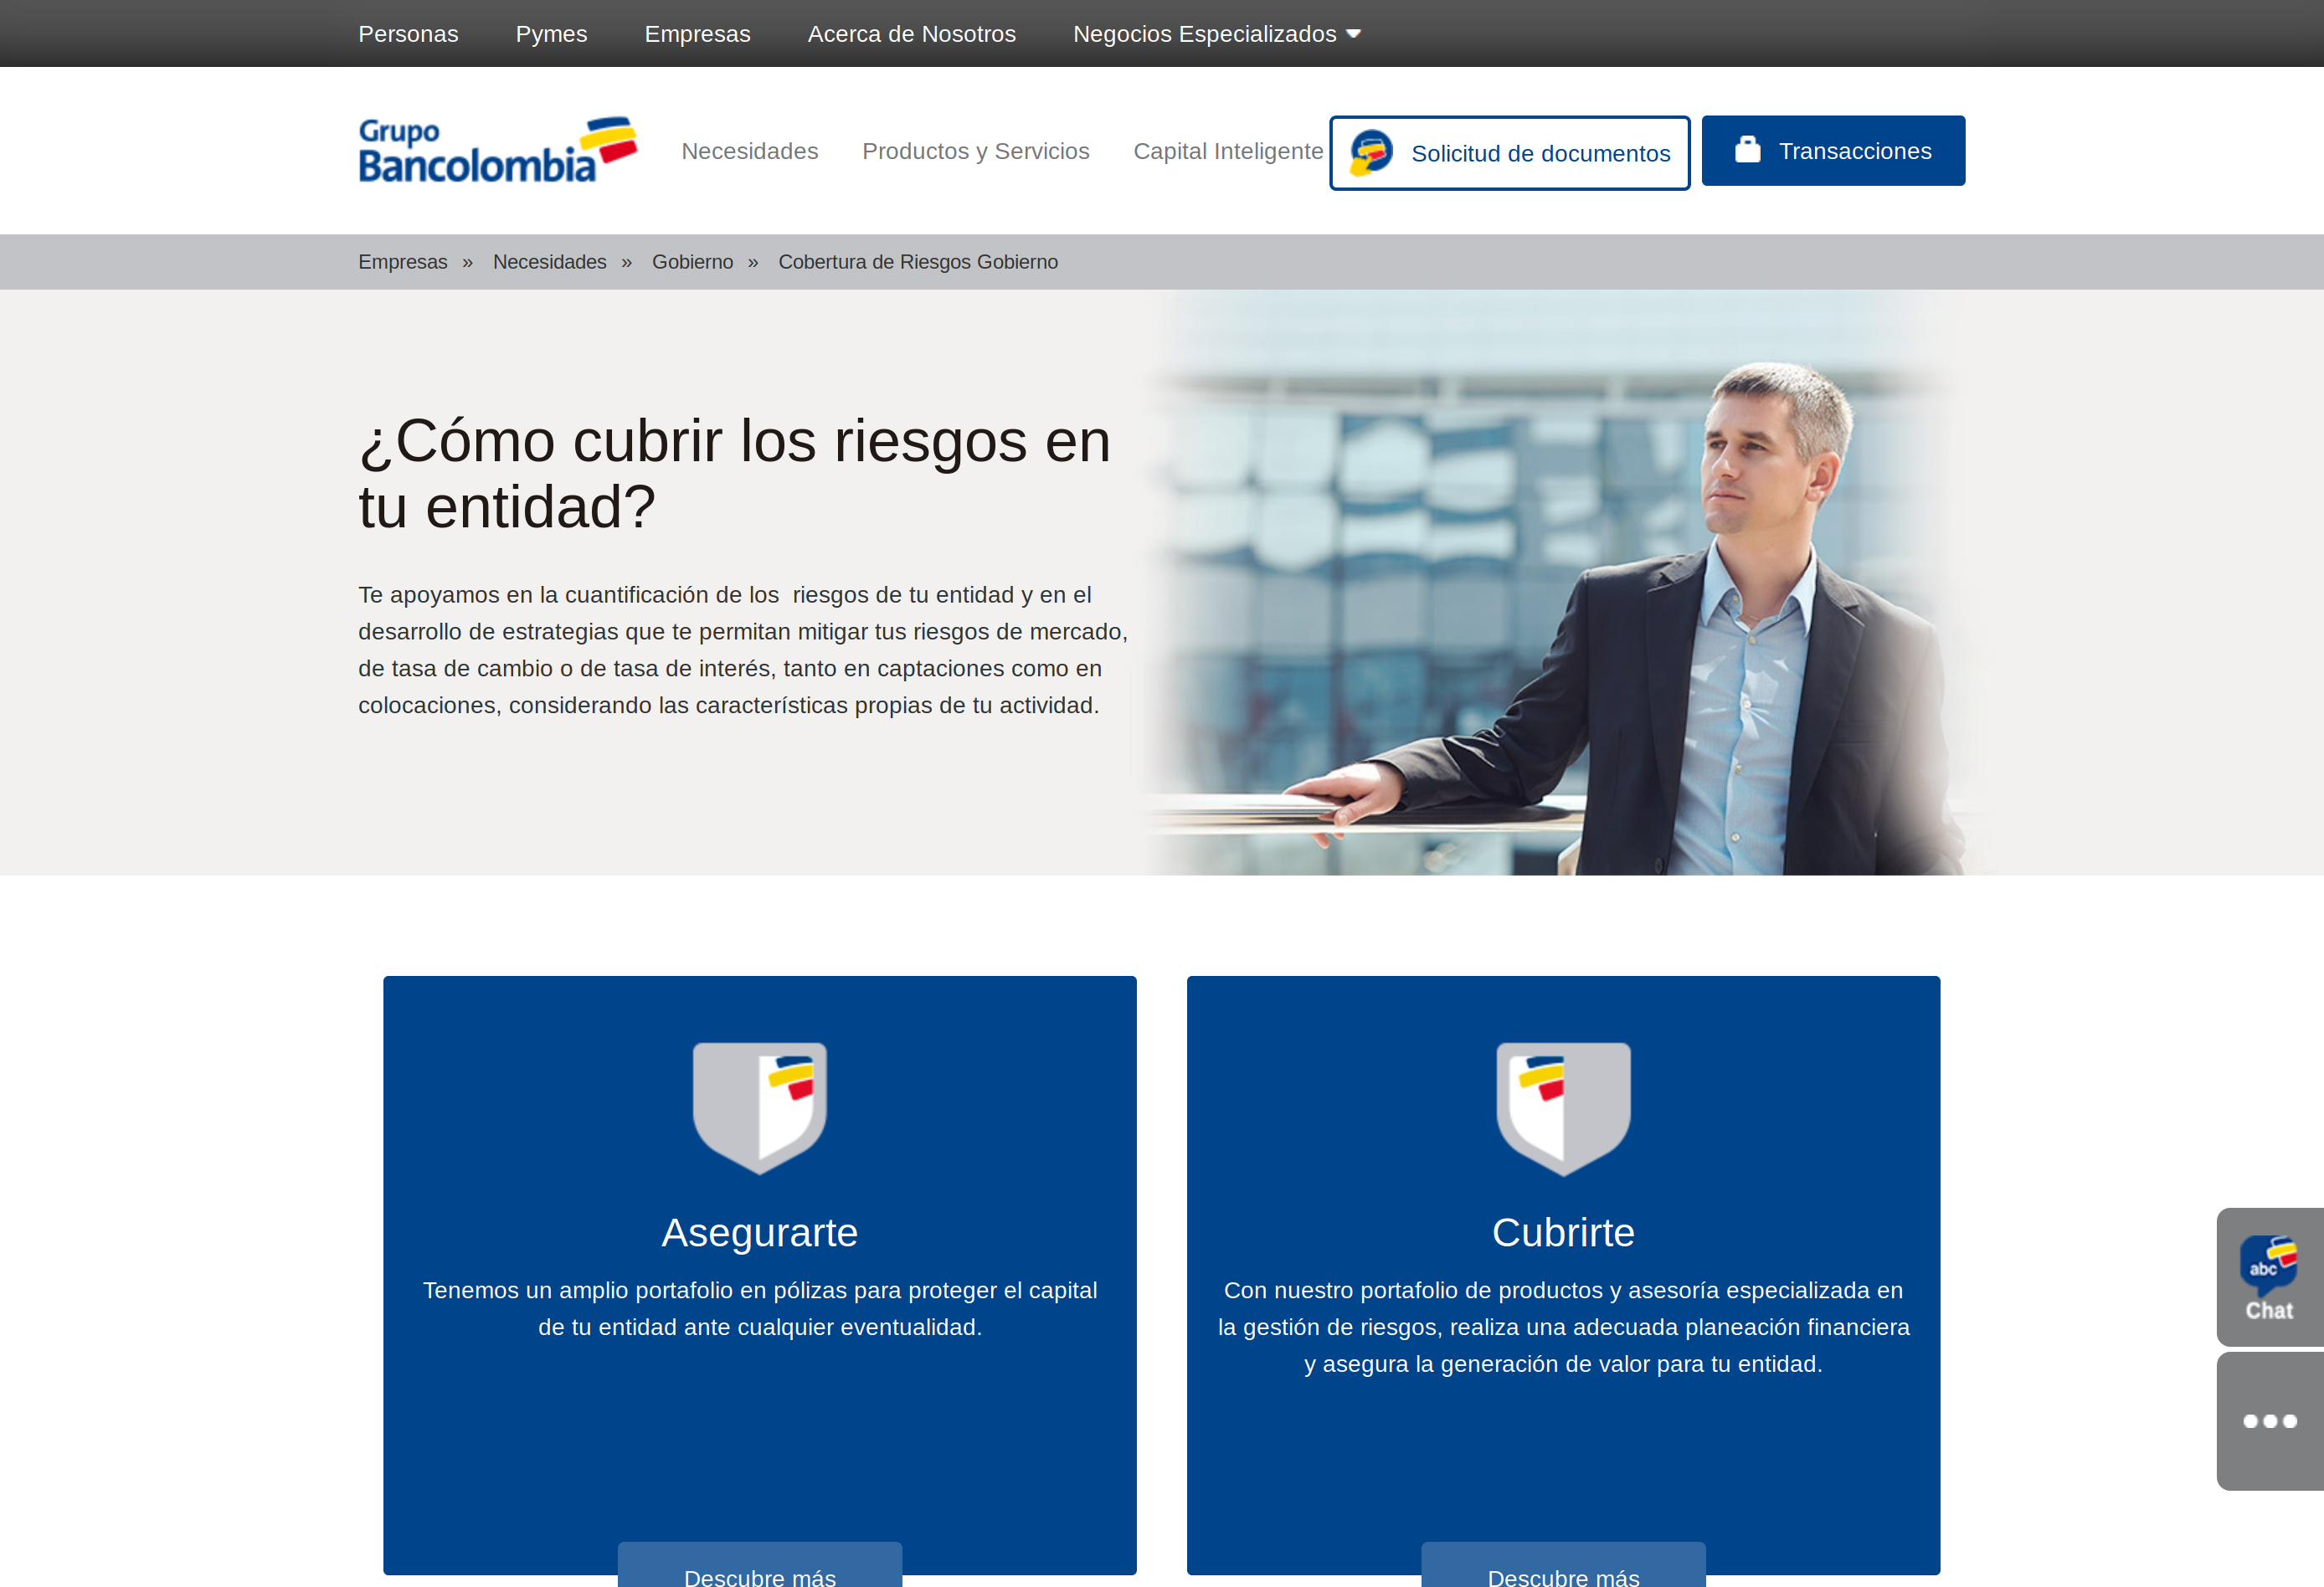 Personas Pymes Empresas Acerca de Nosotros Negocios Especializados
Grupo
Bancolombia
Necesidades Productos y Servicios Capital Inteligente Solicitud de documentos Transacciones
Empresas » Necesidades » Gobierno » Cobertura de Riesgos Gobierno
¿Cómo cubrir los riesgos en
tu entidad?
Te apoyamos en la cuantificación de los  riesgos de tu entidad y en el
desarrollo de estrategias que te permitan mitigar tus riesgos de mercado,
de tasa de cambio o de tasa de interés, tanto en captaciones como en
colocaciones, considerando las características propias de tu actividad.
Asegurarte
Tenemos un amplio portafolio en pólizas para proteger el capital
de tu entidad ante cualquier eventualidad.
Descubre más
Cubrirte
Con nuestro portafolio de productos y asesoría especializada en
la gestión de riesgos, realiza una adecuada planeación financiera
y asegura la generación de valor para tu entidad.
Descubre más
abc
Chat